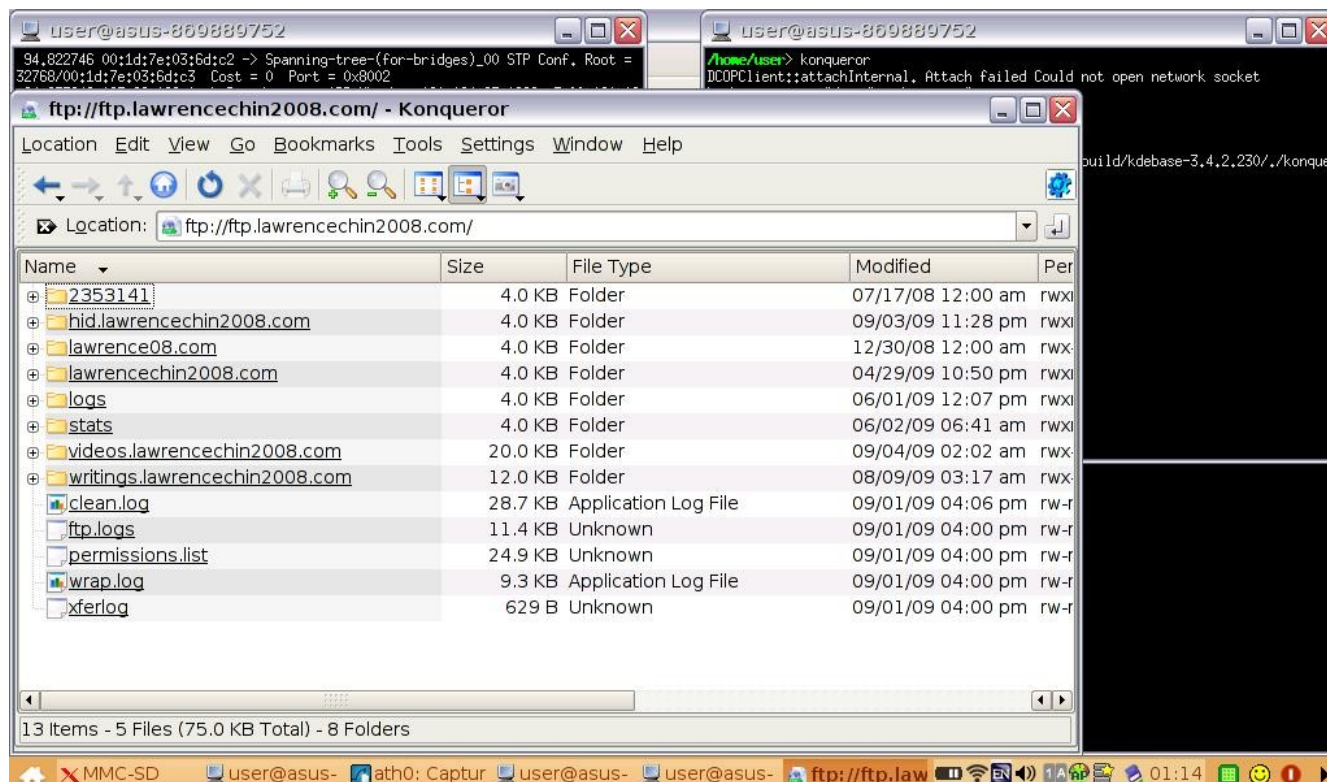 user@asus-869889752
94.822746 00:1d:7e:03:6d:c2 -> Spanning-tree-(for-bridges)_00 STP Conf. Root =
32768/00:1d:7e:03:6d:c3 Cost = 0 Port = 0x8002
user@asus-869889752
/home/user> konqueror
DCOPClient::attachInternal. Attach failed Could not open network socket
build/kdebase-3.4.2.230/./konque
ftp://ftp.lawrencechin2008.com/ - Konqueror
Location Edit View Go Bookmarks Tools Settings Window Help
Location: ftp://ftp.lawrencechin2008.com/
Name Size File Type Modified Per
2353141 4.0 KB Folder 07/17/08 12:00 am rwx
hid.lawrencechin2008.com 4.0 KB Folder 09/03/09 11:28 pm rwx
lawrence08.com 4.0 KB Folder 12/30/08 12:00 am rwx-
lawrencechin2008.com 4.0 KB Folder 04/29/09 10:50 pm rwx
logs 4.0 KB Folder 06/01/09 12:07 pm rwx
stats 4.0 KB Folder 06/02/09 06:41 am rwx
videos.lawrencechin2008.com 20.0 KB Folder 09/04/09 02:02 am rwx-
writings.lawrencechin2008.com 12.0 KB Folder 08/09/09 03:17 am rwx-
clean.log 28.7 KB Application Log File 09/01/09 04:06 pm rw-r
ftp.logs 11.4 KB Unknown 09/01/09 04:00 pm rw-r
permissions.list 24.9 KB Unknown 09/01/09 04:00 pm rw-r
wrap.log 9.3 KB Application Log File 09/01/09 04:00 pm rw-r
xferlog 629 B Unknown 09/01/09 04:00 pm rw-r
13 Items - 5 Files (75.0 KB Total) - 8 Folders
MMC-SD user@asus- ath0: Captur user@asus- user@asus- ftp://ftp.law EN 01:14